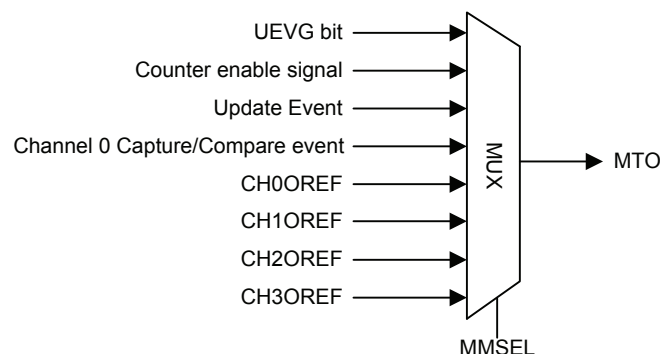 UEVG bit
Counter enable signal
Update Event
Channel 0 Capture/Compare event
CH0OREF
CH1OREF
CH2OREF
CH3OREF
MUX
MTO
MMSEL